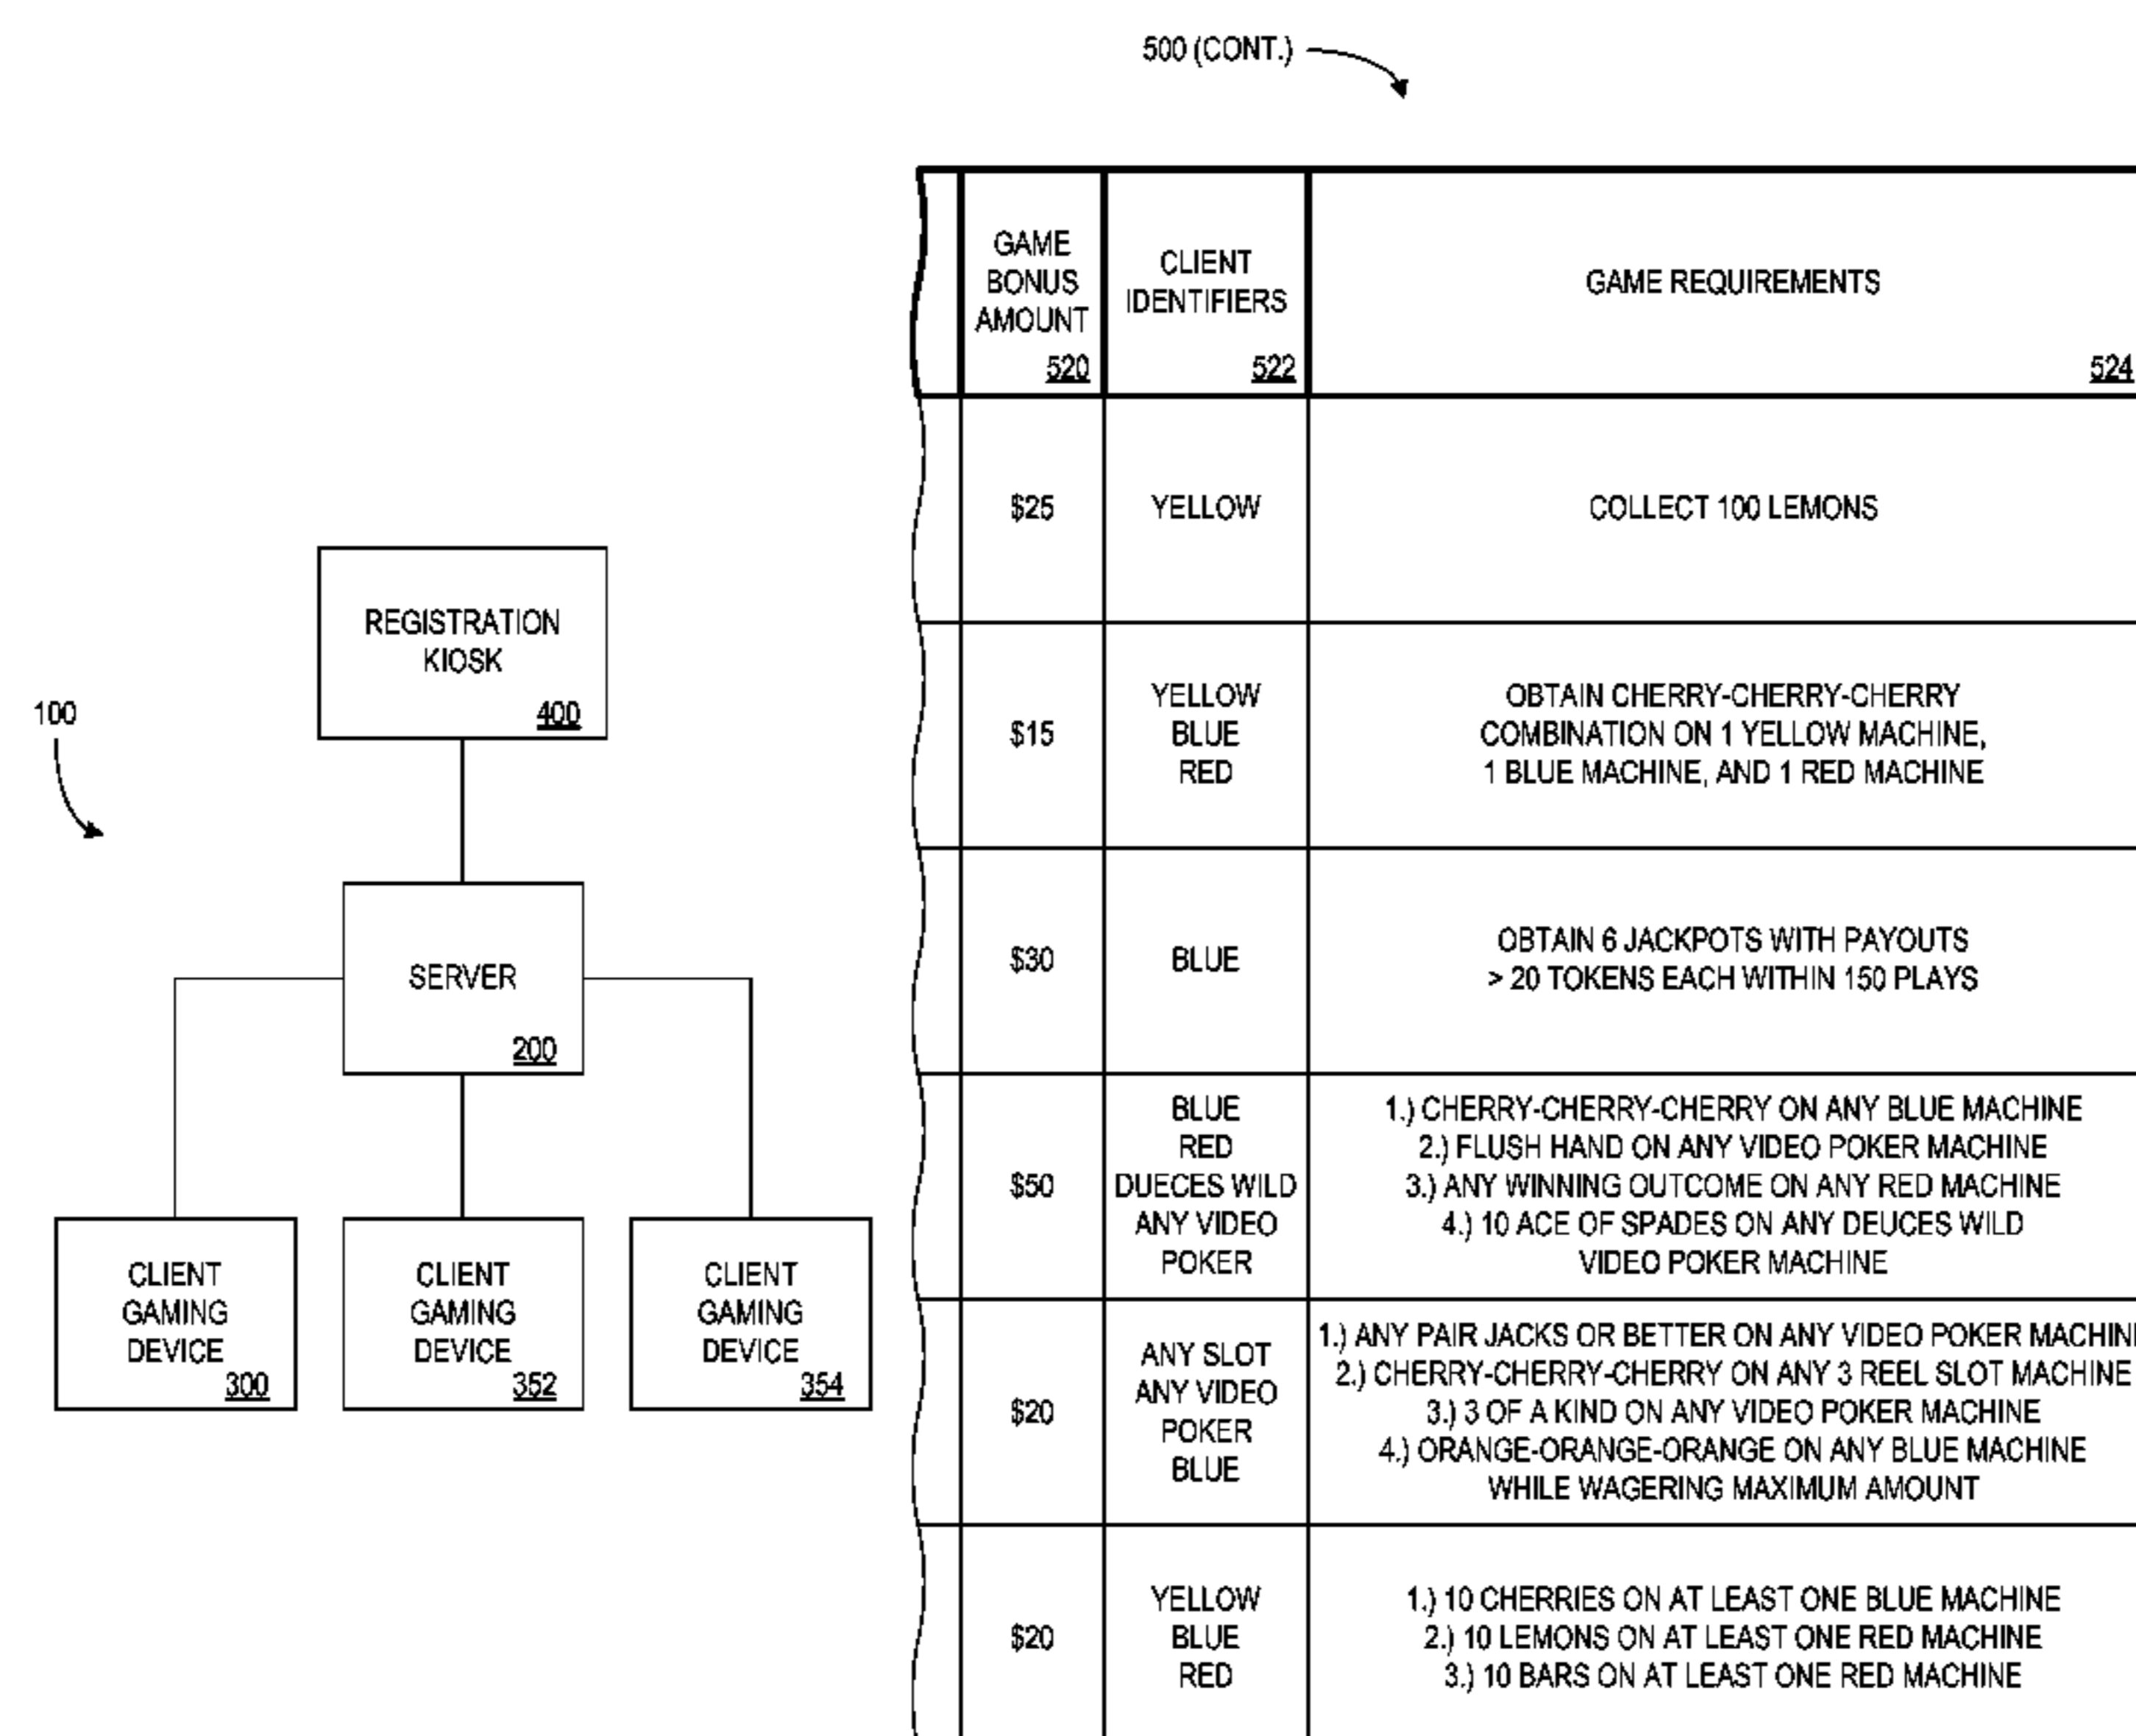 500 (CONT.)
100
REGISTRATION
KIOSK
400
SERVER
200
CLIENT
GAMING
DEVICE
300
CLIENT
GAMING
DEVICE
352
CLIENT
GAMING
DEVICE
354
GAME
BONUS
AMOUNT
520
CLIENT
IDENTIFIERS
522
GAME REQUIREMENTS
524
$25
YELLOW
COLLECT 100 LEMONS
$15
YELLOW
BLUE
RED
OBTAIN CHERRY-CHERRY-CHERRY
COMBINATION ON 1 YELLOW MACHINE,
1 BLUE MACHINE, AND 1 RED MACHINE
$30
BLUE
OBTAIN 6 JACKPOTS WITH PAYOUTS
> 20 TOKENS EACH WITHIN 150 PLAYS
$50
BLUE
RED
DUECES WILD
ANY VIDEO
POKER
1.) CHERRY-CHERRY-CHERRY ON ANY BLUE MACHINE
2.) FLUSH HAND ON ANY VIDEO POKER MACHINE
3.) ANY WINNING OUTCOME ON ANY RED MACHINE
4.) 10 ACE OF SPADES ON ANY DEUCES WILD
VIDEO POKER MACHINE
$20
ANY SLOT
ANY VIDEO
POKER
BLUE
1.) ANY PAIR JACKS OR BETTER ON ANY VIDEO POKER MACHIN
2.) CHERRY-CHERRY-CHERRY ON ANY 3 REEL SLOT MACHINE
3.) 3 OF A KIND ON ANY VIDEO POKER MACHINE
4.) ORANGE-ORANGE-ORANGE ON ANY BLUE MACHINE
WHILE WAGERING MAXIMUM AMOUNT
$20
YELLOW
BLUE
RED
1.) 10 CHERRIES ON AT LEAST ONE BLUE MACHINE
2.) 10 LEMONS ON AT LEAST ONE RED MACHINE
3.) 10 BARS ON AT LEAST ONE RED MACHINE